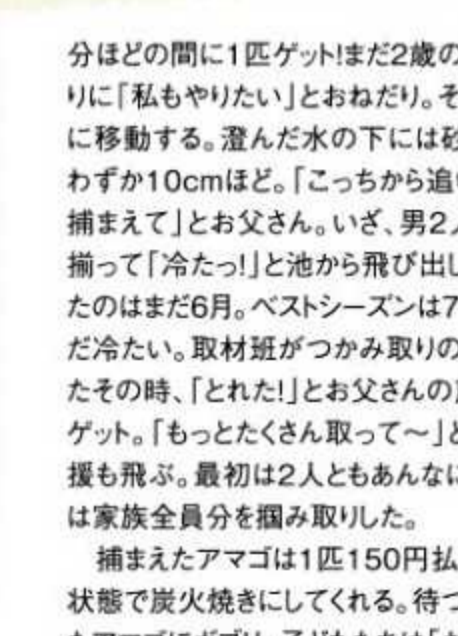 分ほどの間に1匹ゲット!まだ2歳の
りに「私もやりたい」とおねだり。そ
に移動する。澄んだ水の下には砂
わずか10cmほど。「こっちから追い
捕まえて」とお父さん。いざ、男2人
揃って「冷たっ!」と池から飛び出し
たのはまだ6月。ベストシーズンは7
だ冷たい。取材班がつかみ取りの
たその時、「とれた!」とお父さんの
ゲット。「もっとたくさん取って〜」と
援も飛ぶ。最初は2人ともあんなに
は家族全員分を掴み取りした。
捕まえたアマゴは1匹150円払
状態で炭火焼きにしてくれる。待つ